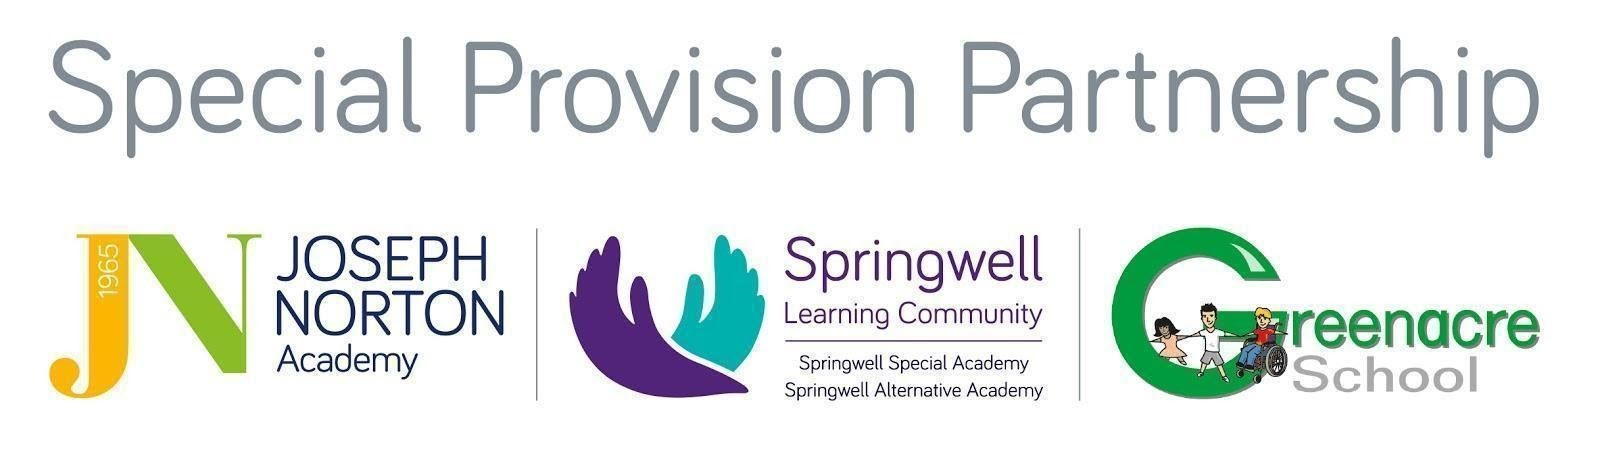 Special Provision Partnership
JN
1965
JOSEPH
NORTON
Academy
Springwell
Learning Community
Springwell Special Academy
Springwell Alternative Academy
Greenacre
School